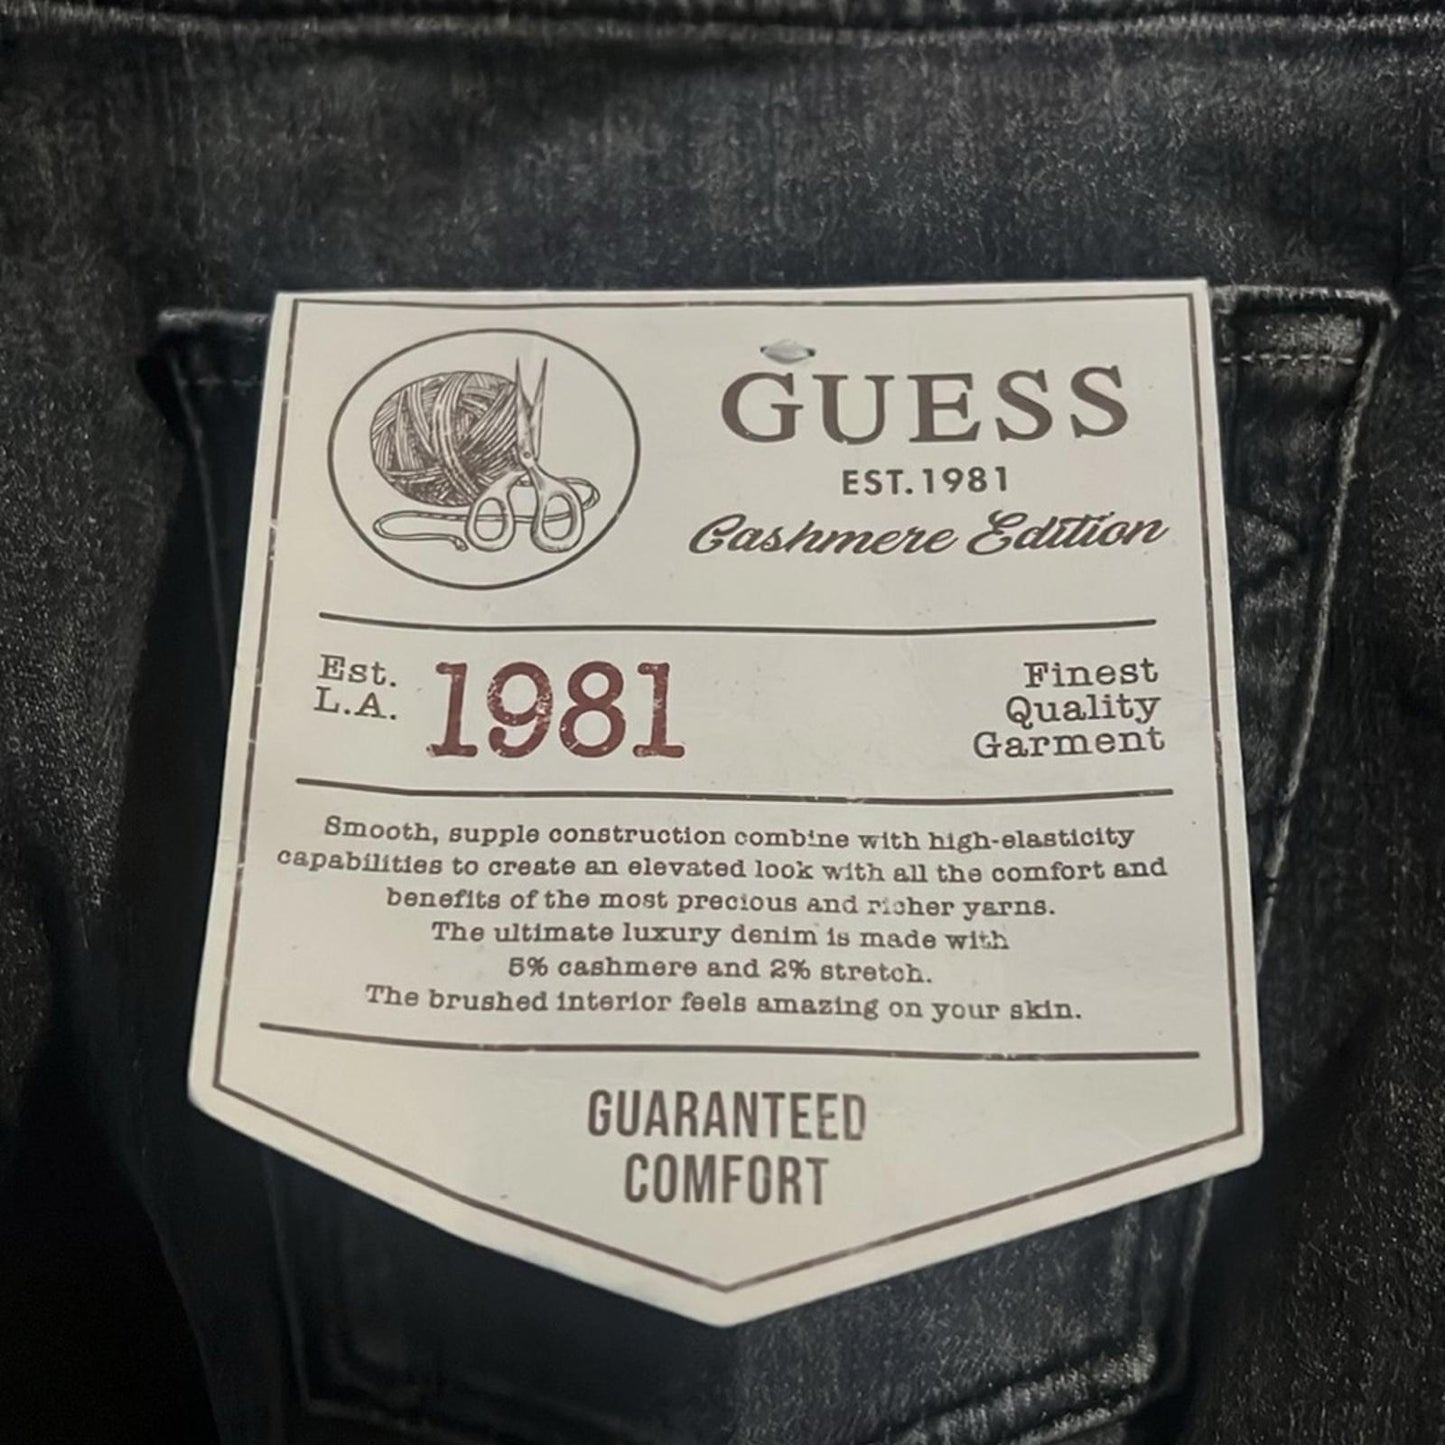 GUESS
EST. 1981
Cashmere Edition
Est.
L.A.
1981
Finest
Quality
Garment
Smooth, supple construction combine with high-elasticity
capabilities to create an elevated look with all the comfort and
benefits of the most precious and richer yarns.
The ultimate luxury denim is made with
5% cashmere and 2% stretch.
The brushed interior feels amazing on your skin.
GUARANTEED
COMFORT